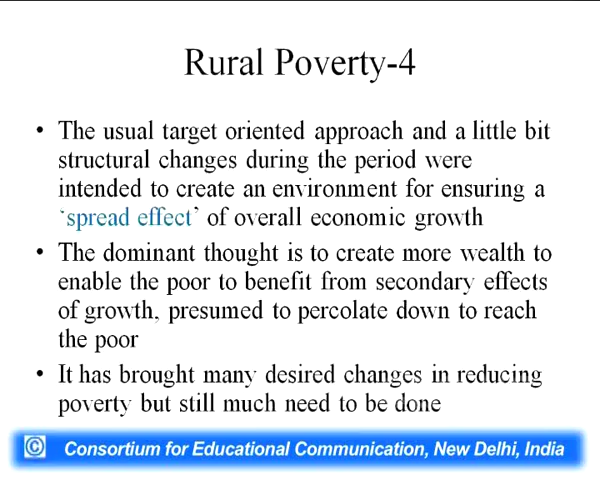 Rural Poverty-4
• The usual target oriented approach and a little bit
structural changes during the period were
intended to create an environment for ensuring a
‘spread effect’ of overall economic growth
• The dominant thought is to create more wealth to
enable the poor to benefit from secondary effects
of growth, presumed to percolate down to reach
the poor
• It has brought many desired changes in reducing
poverty but still much need to be done
© Consortium for Educational Communication, New Delhi, India